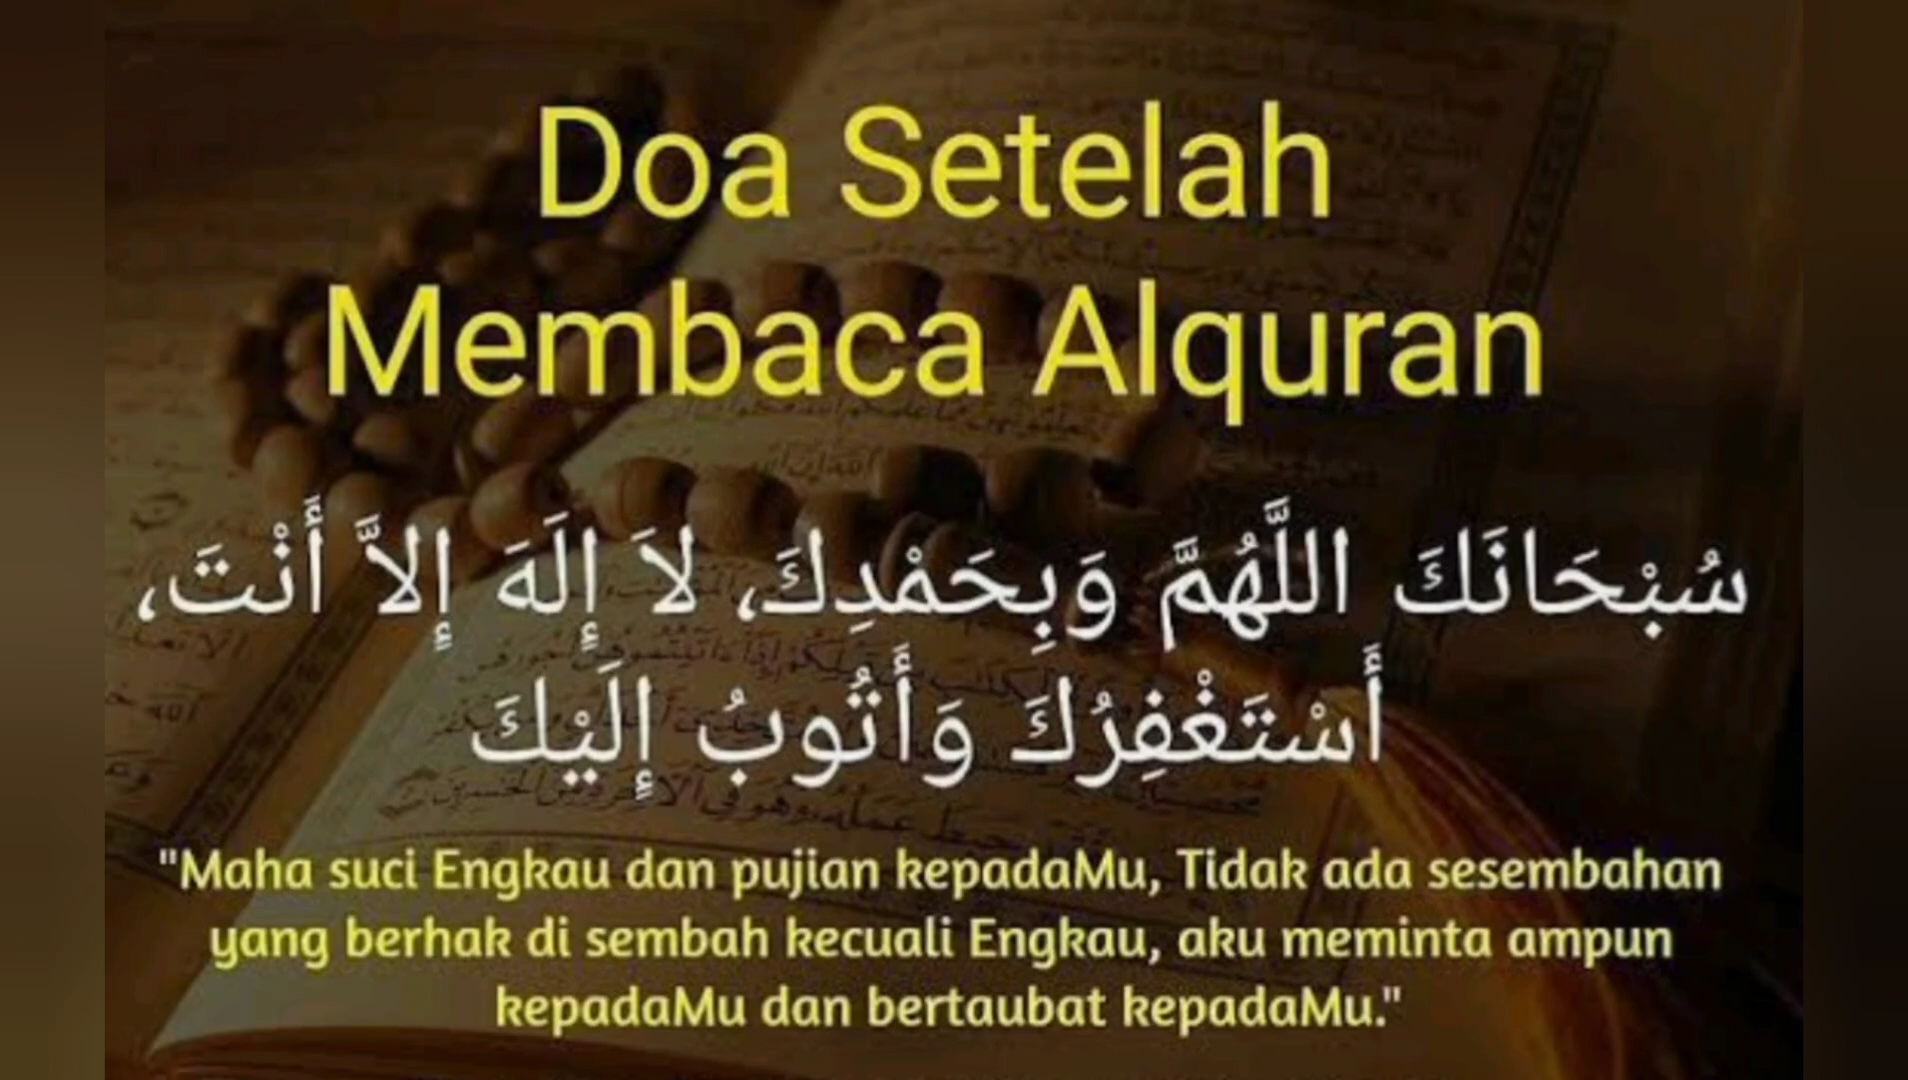 Doa Setelah
Membaca Alquran
سُبْحَانَكَ اللَّهُمَّ وَبِحَمْدِكَ، لاَ إِلَهَ إِلاَّ أَنْتَ،
أَسْتَغْفِرُكَ وَأَتُوبُ إِلَيْكَ
"Maha suci Engkau dan pujian kepadaMu, Tidak ada sesembahan
yang berhak di sembah kecuali Engkau, aku meminta ampun
kepadaMu dan bertaubat kepadaMu."